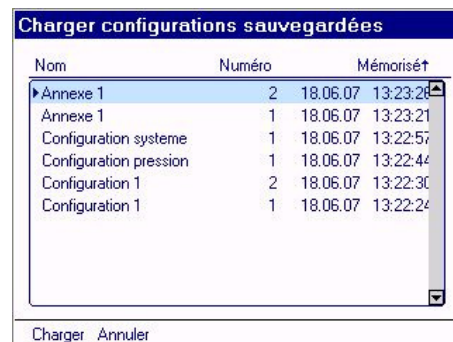 Charger configurations sauvegardées
Nom Numéro Mémorisé↑
Annexe 1 2 18.06.07 13:23:26
Annexe 1 1 18.06.07 13:23:21
Configuration systeme 1 18.06.07 13:22:57
Configuration pression 1 18.06.07 13:22:44
Configuration 1 2 18.06.07 13:22:30
Configuration 1 1 18.06.07 13:22:24
Charger Annuler